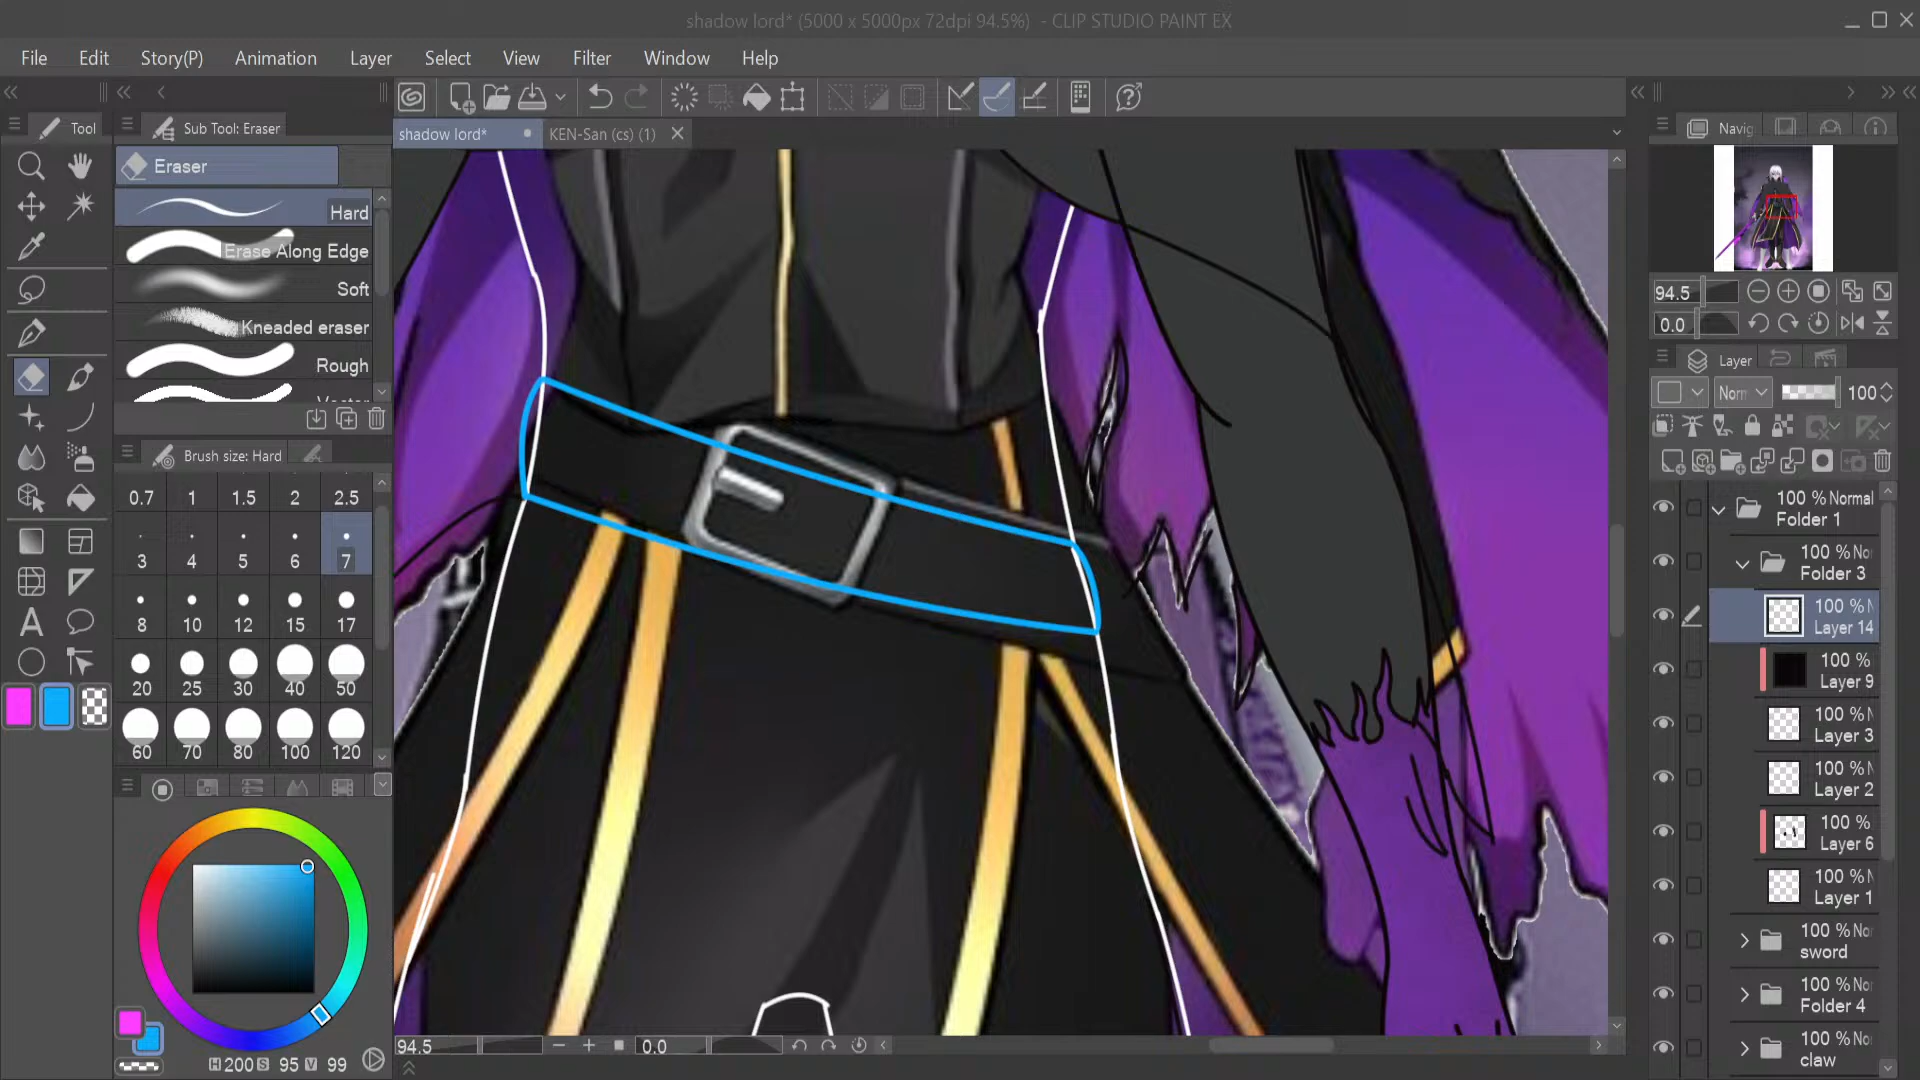 shadow lord* (5000 x 5000px 72dpi 94.5%) - CLIP STUDIO PAINT EX
File Edit Story(P) Animation Layer Select View Filter Window Help
Tool
Sub Tool: Eraser
shadow lord*
KEN-San (cs) (1)
Navig
Eraser
Hard
Erase Along Edge
Soft
Kneaded eraser
Rough
Brush size: Hard
0.7 1 1.5 2 2.5
3 4 5 6 7
8 10 12 15 17
20 25 30 40 50
60 70 80 100 120
H 200 S 95 V 99
94.5
0.0
94.5
0.0
Layer
Norr
100
100 % Normal
Folder 1
100 % No
Folder 3
100 % N
Layer 14
100 %
Layer 9
100 % N
Layer 3
100 % N
Layer 2
100 %
Layer 6
100 % N
Layer 1
100 % No
sword
100 % No
Folder 4
100 % No
claw